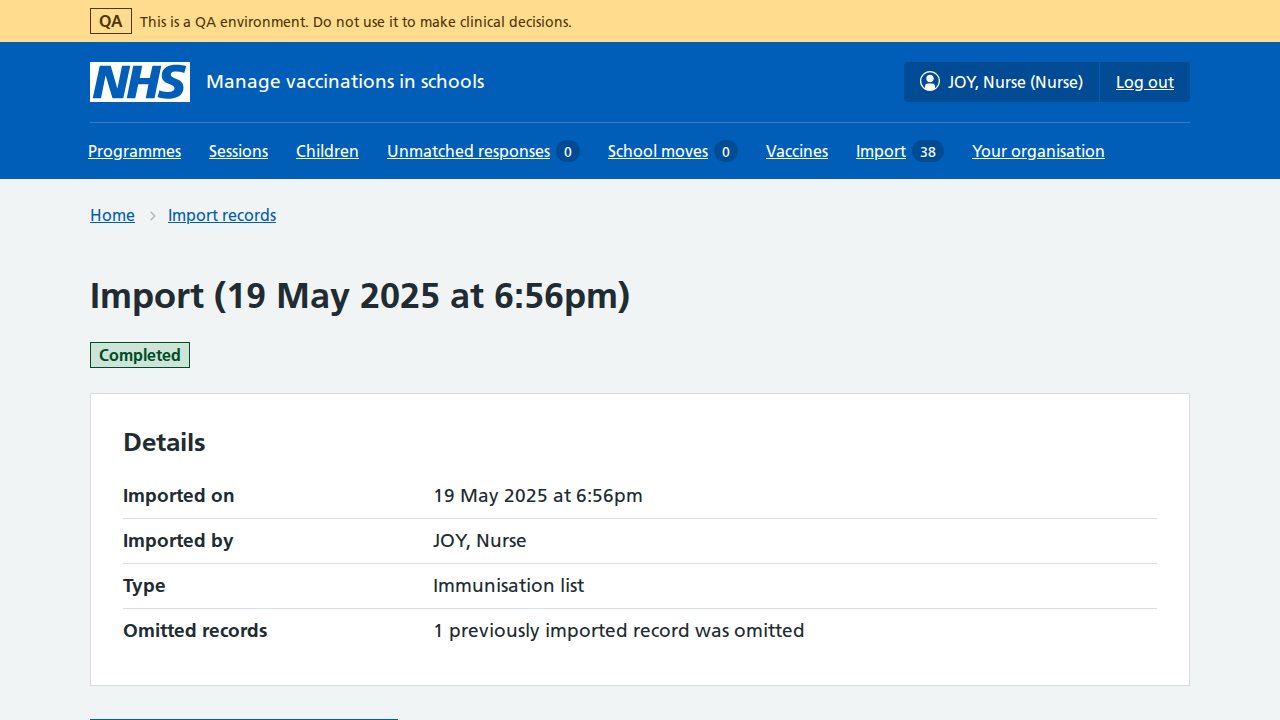 QA This is a QA environment. Do not use it to make clinical decisions.
NHS Manage vaccinations in schools JOY, Nurse (Nurse) Log out
Programmes Sessions Children Unmatched responses 0 School moves 0 Vaccines Import 38 Your organisation
Home Import records
Import (19 May 2025 at 6:56pm)
Completed
Details
Imported on 19 May 2025 at 6:56pm
Imported by JOY, Nurse
Type Immunisation list
Omitted records 1 previously imported record was omitted